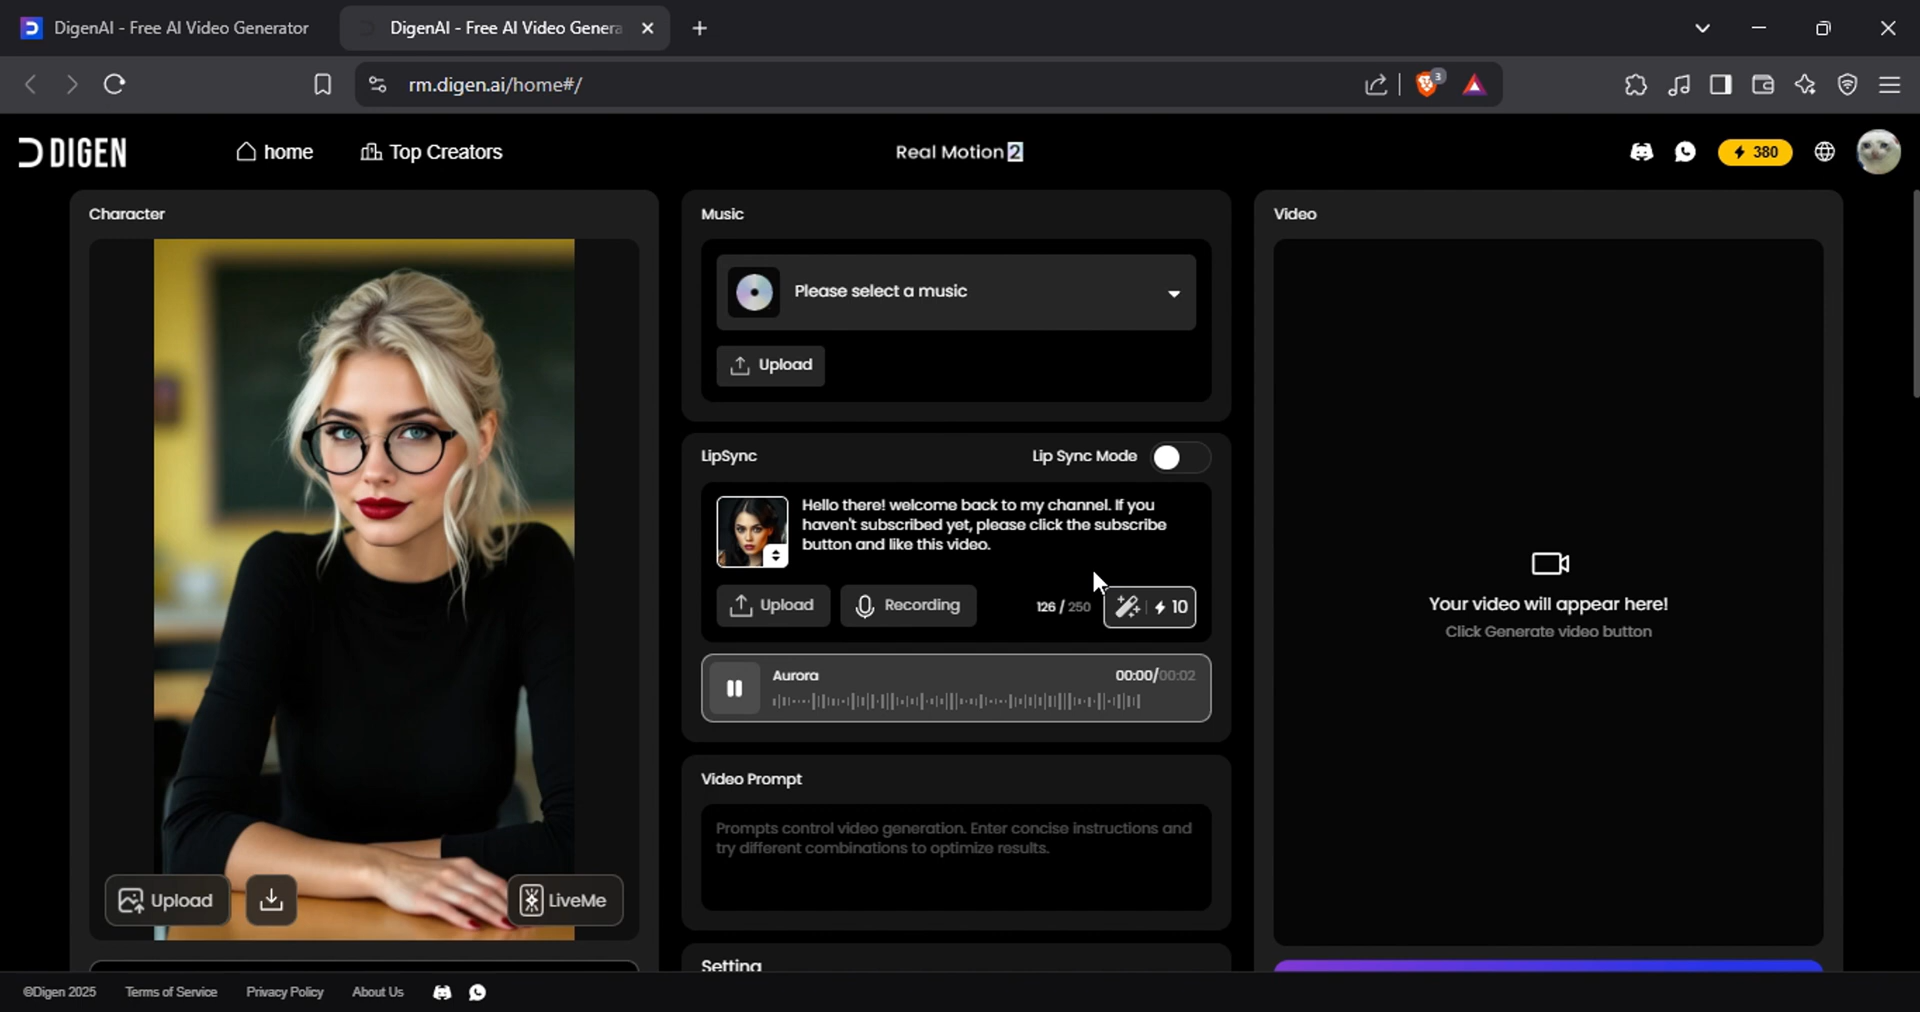 DigenAI - Free AI Video Generator
DigenAI - Free AI Video Genera
rm.digen.ai/home#/
3
DIGEN
home
Top Creators
Real Motion 2
380
Character
Upload
LiveMe
Music
Please select a music
Upload
LipSync
Lip Sync Mode
Hello there! welcome back to my channel. If you
haven't subscribed yet, please click the subscribe
button and like this video.
Upload
Recording
126 / 250
10
Aurora
00:00/00:02
Video Prompt
Prompts control video generation. Enter concise instructions and
try different combinations to optimize results.
Setting
Video
Your video will appear here!
Click Generate video button
©Digen 2025
Terms of Service
Privacy Policy
About Us